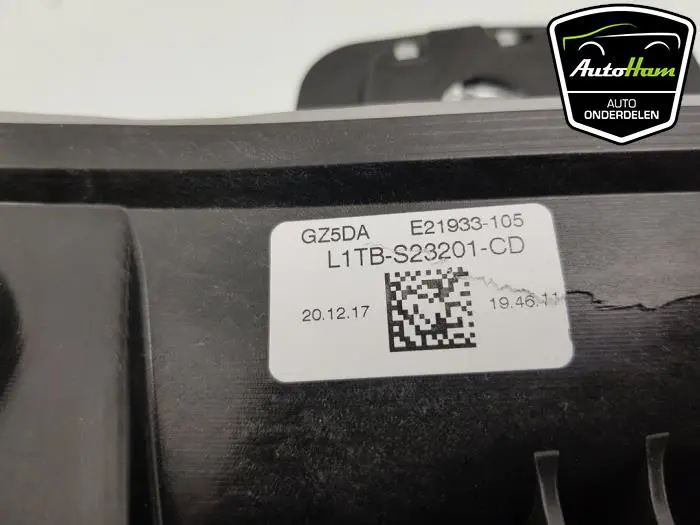 AutoHam
AUTO
ONDERDELEN
GZ5DA E21933-105
L1TB-S23201-CD
20.12.17 19.46.11